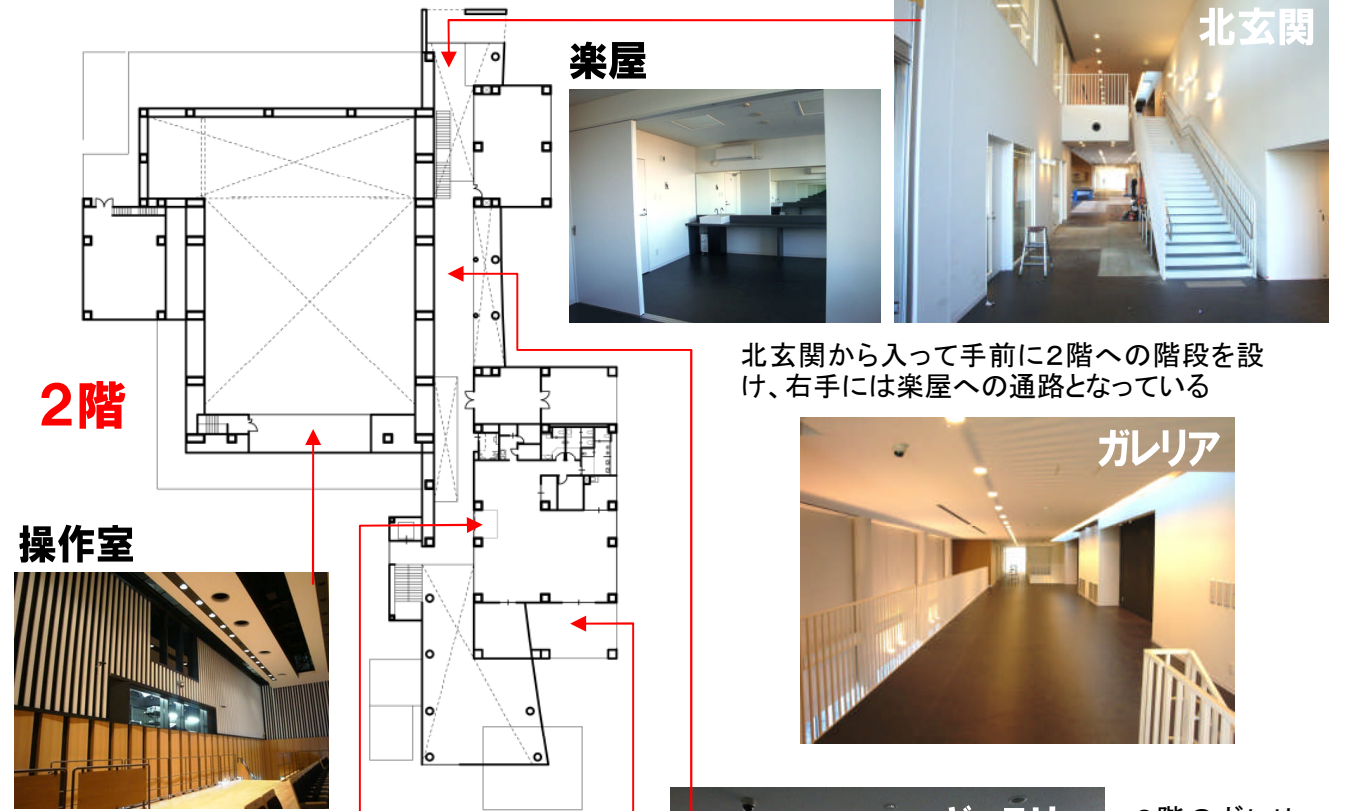 北玄関
楽屋
北玄関から入って手前に2階への階段を設
け、右手には楽屋への通路となっている
2階
ガレリア
操作室